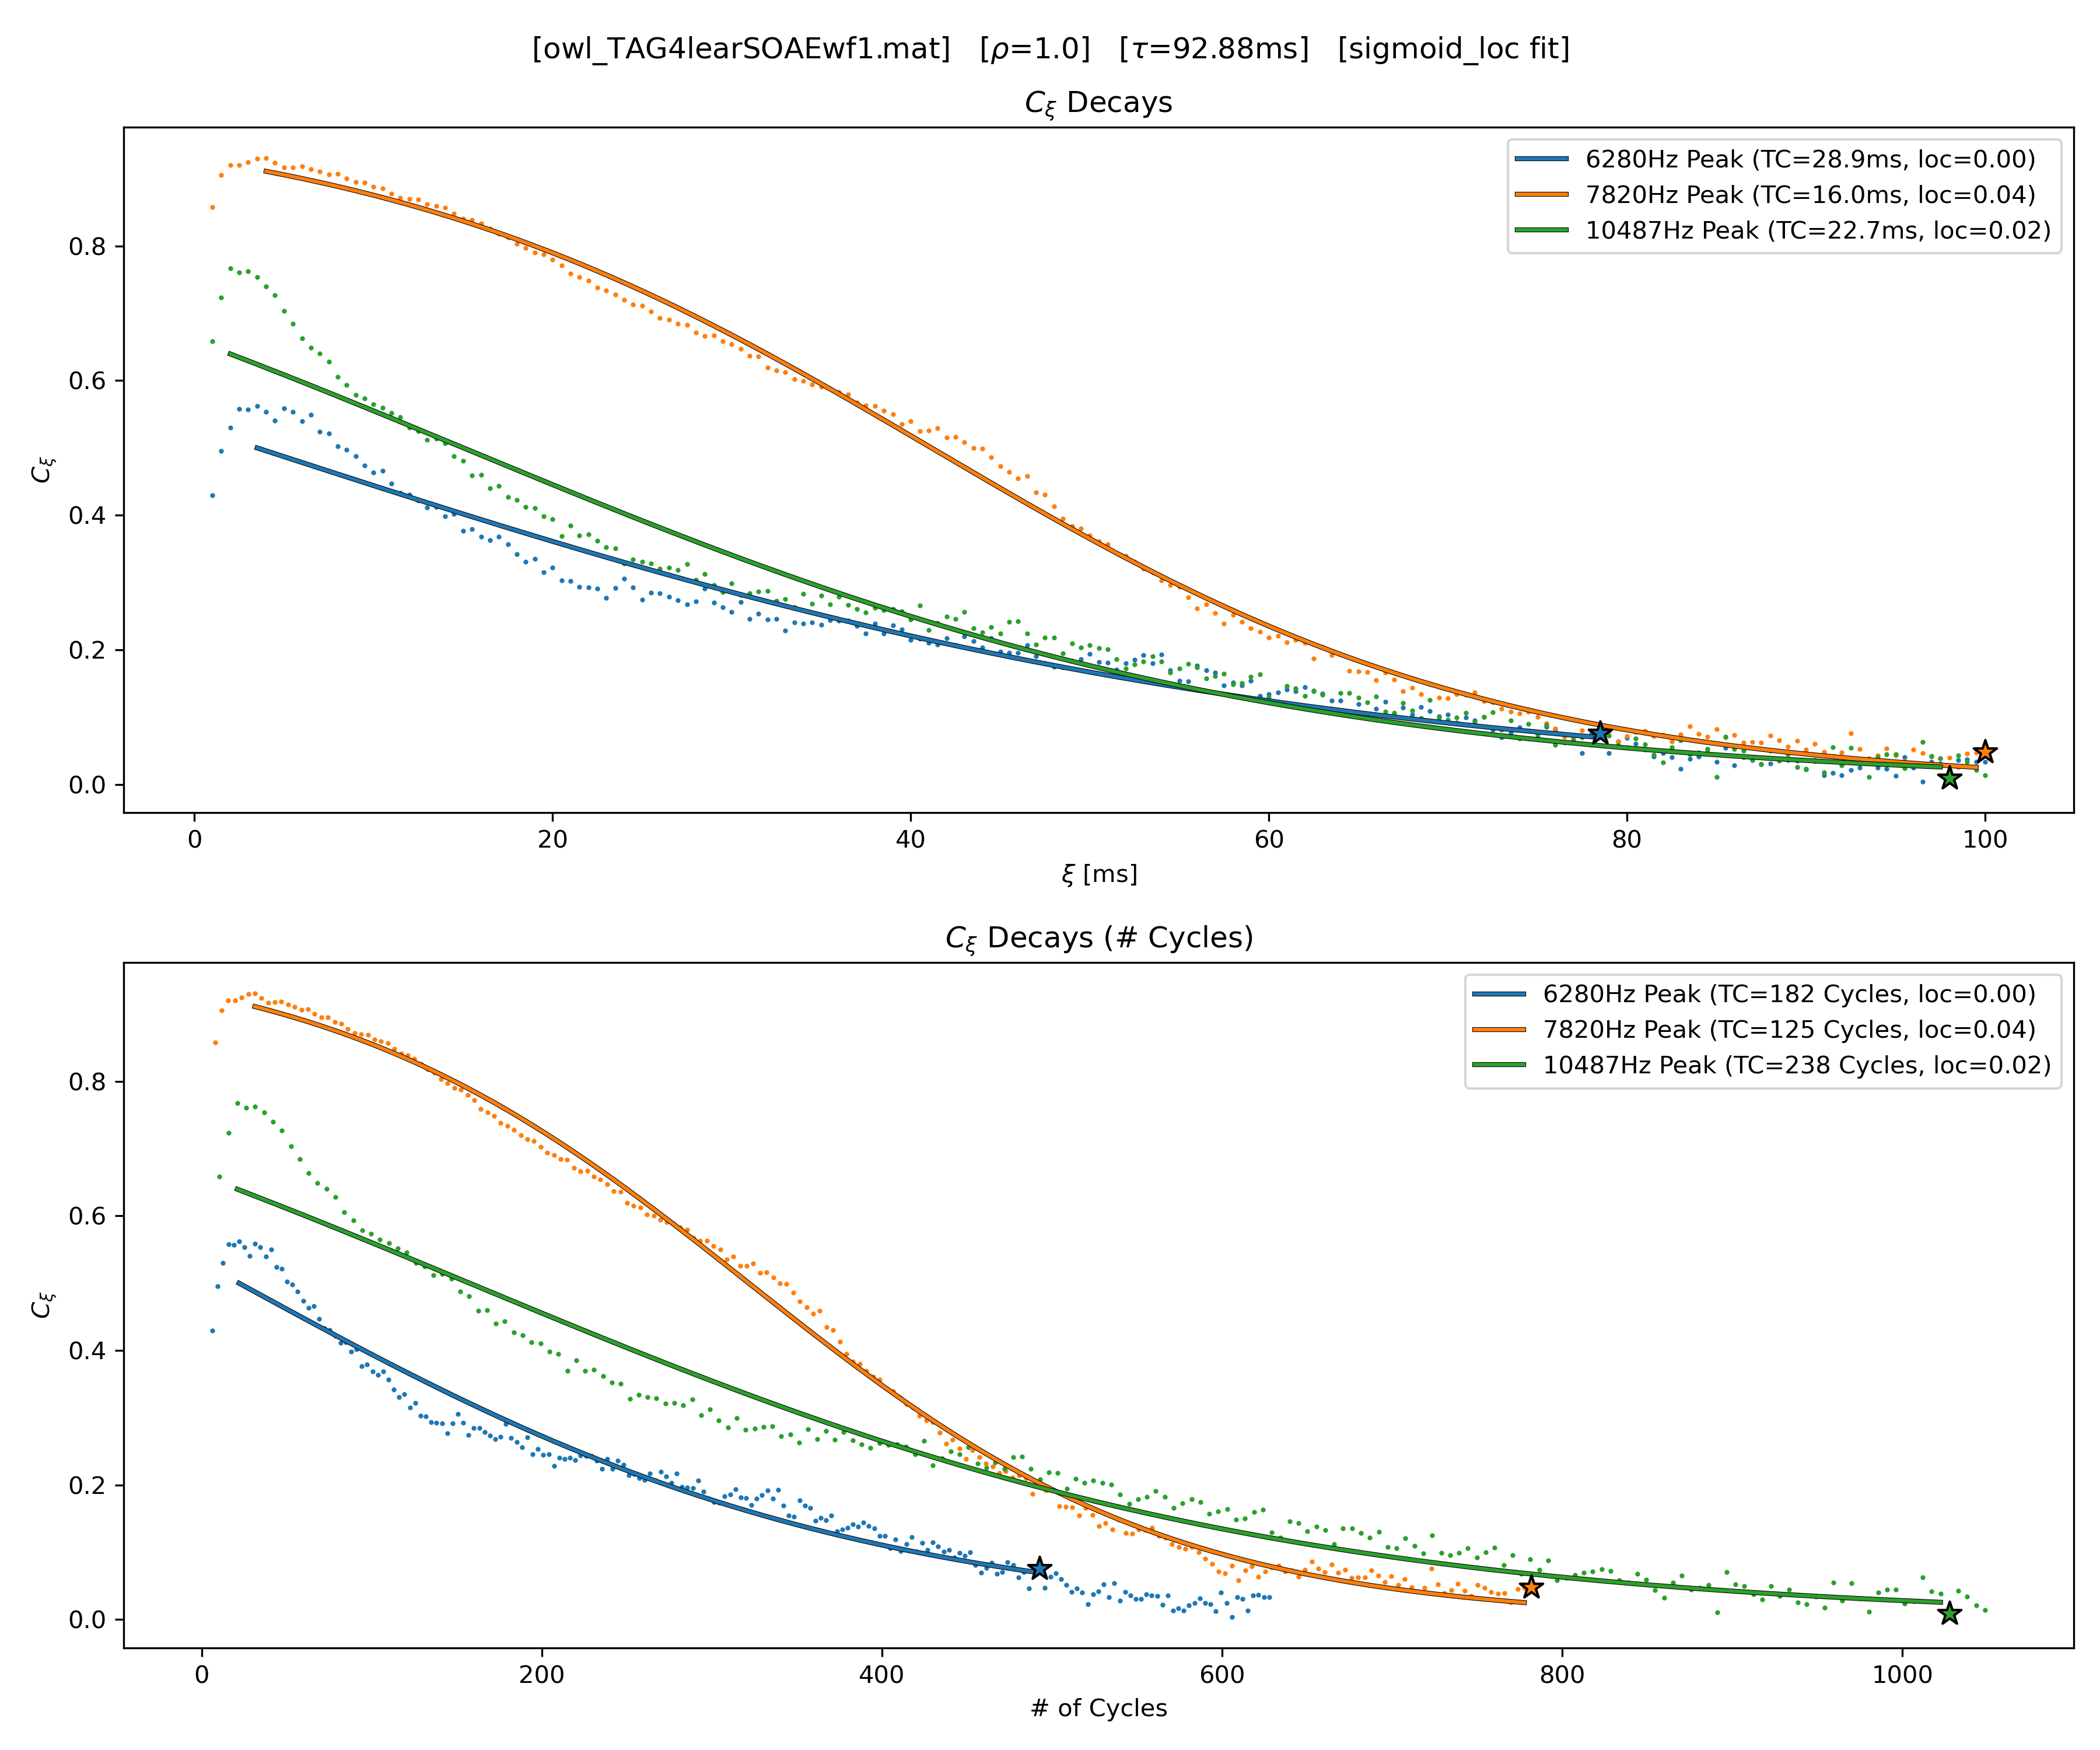 [owl_TAG4learSOAEwf1.mat]   [ρ=1.0]   [τ=92.88ms]   [sigmoid_loc fit]
C_ξ Decays
6280Hz Peak (TC=28.9ms, loc=0.00)
7820Hz Peak (TC=16.0ms, loc=0.04)
10487Hz Peak (TC=22.7ms, loc=0.02)
0.8
0.6
0.4
0.2
0.0
C_ξ
0 20 40 60 80 100
ξ [ms]
C_ξ Decays (# Cycles)
6280Hz Peak (TC=182 Cycles, loc=0.00)
7820Hz Peak (TC=125 Cycles, loc=0.04)
10487Hz Peak (TC=238 Cycles, loc=0.02)
0.8
0.6
0.4
0.2
0.0
C_ξ
0 200 400 600 800 1000
# of Cycles